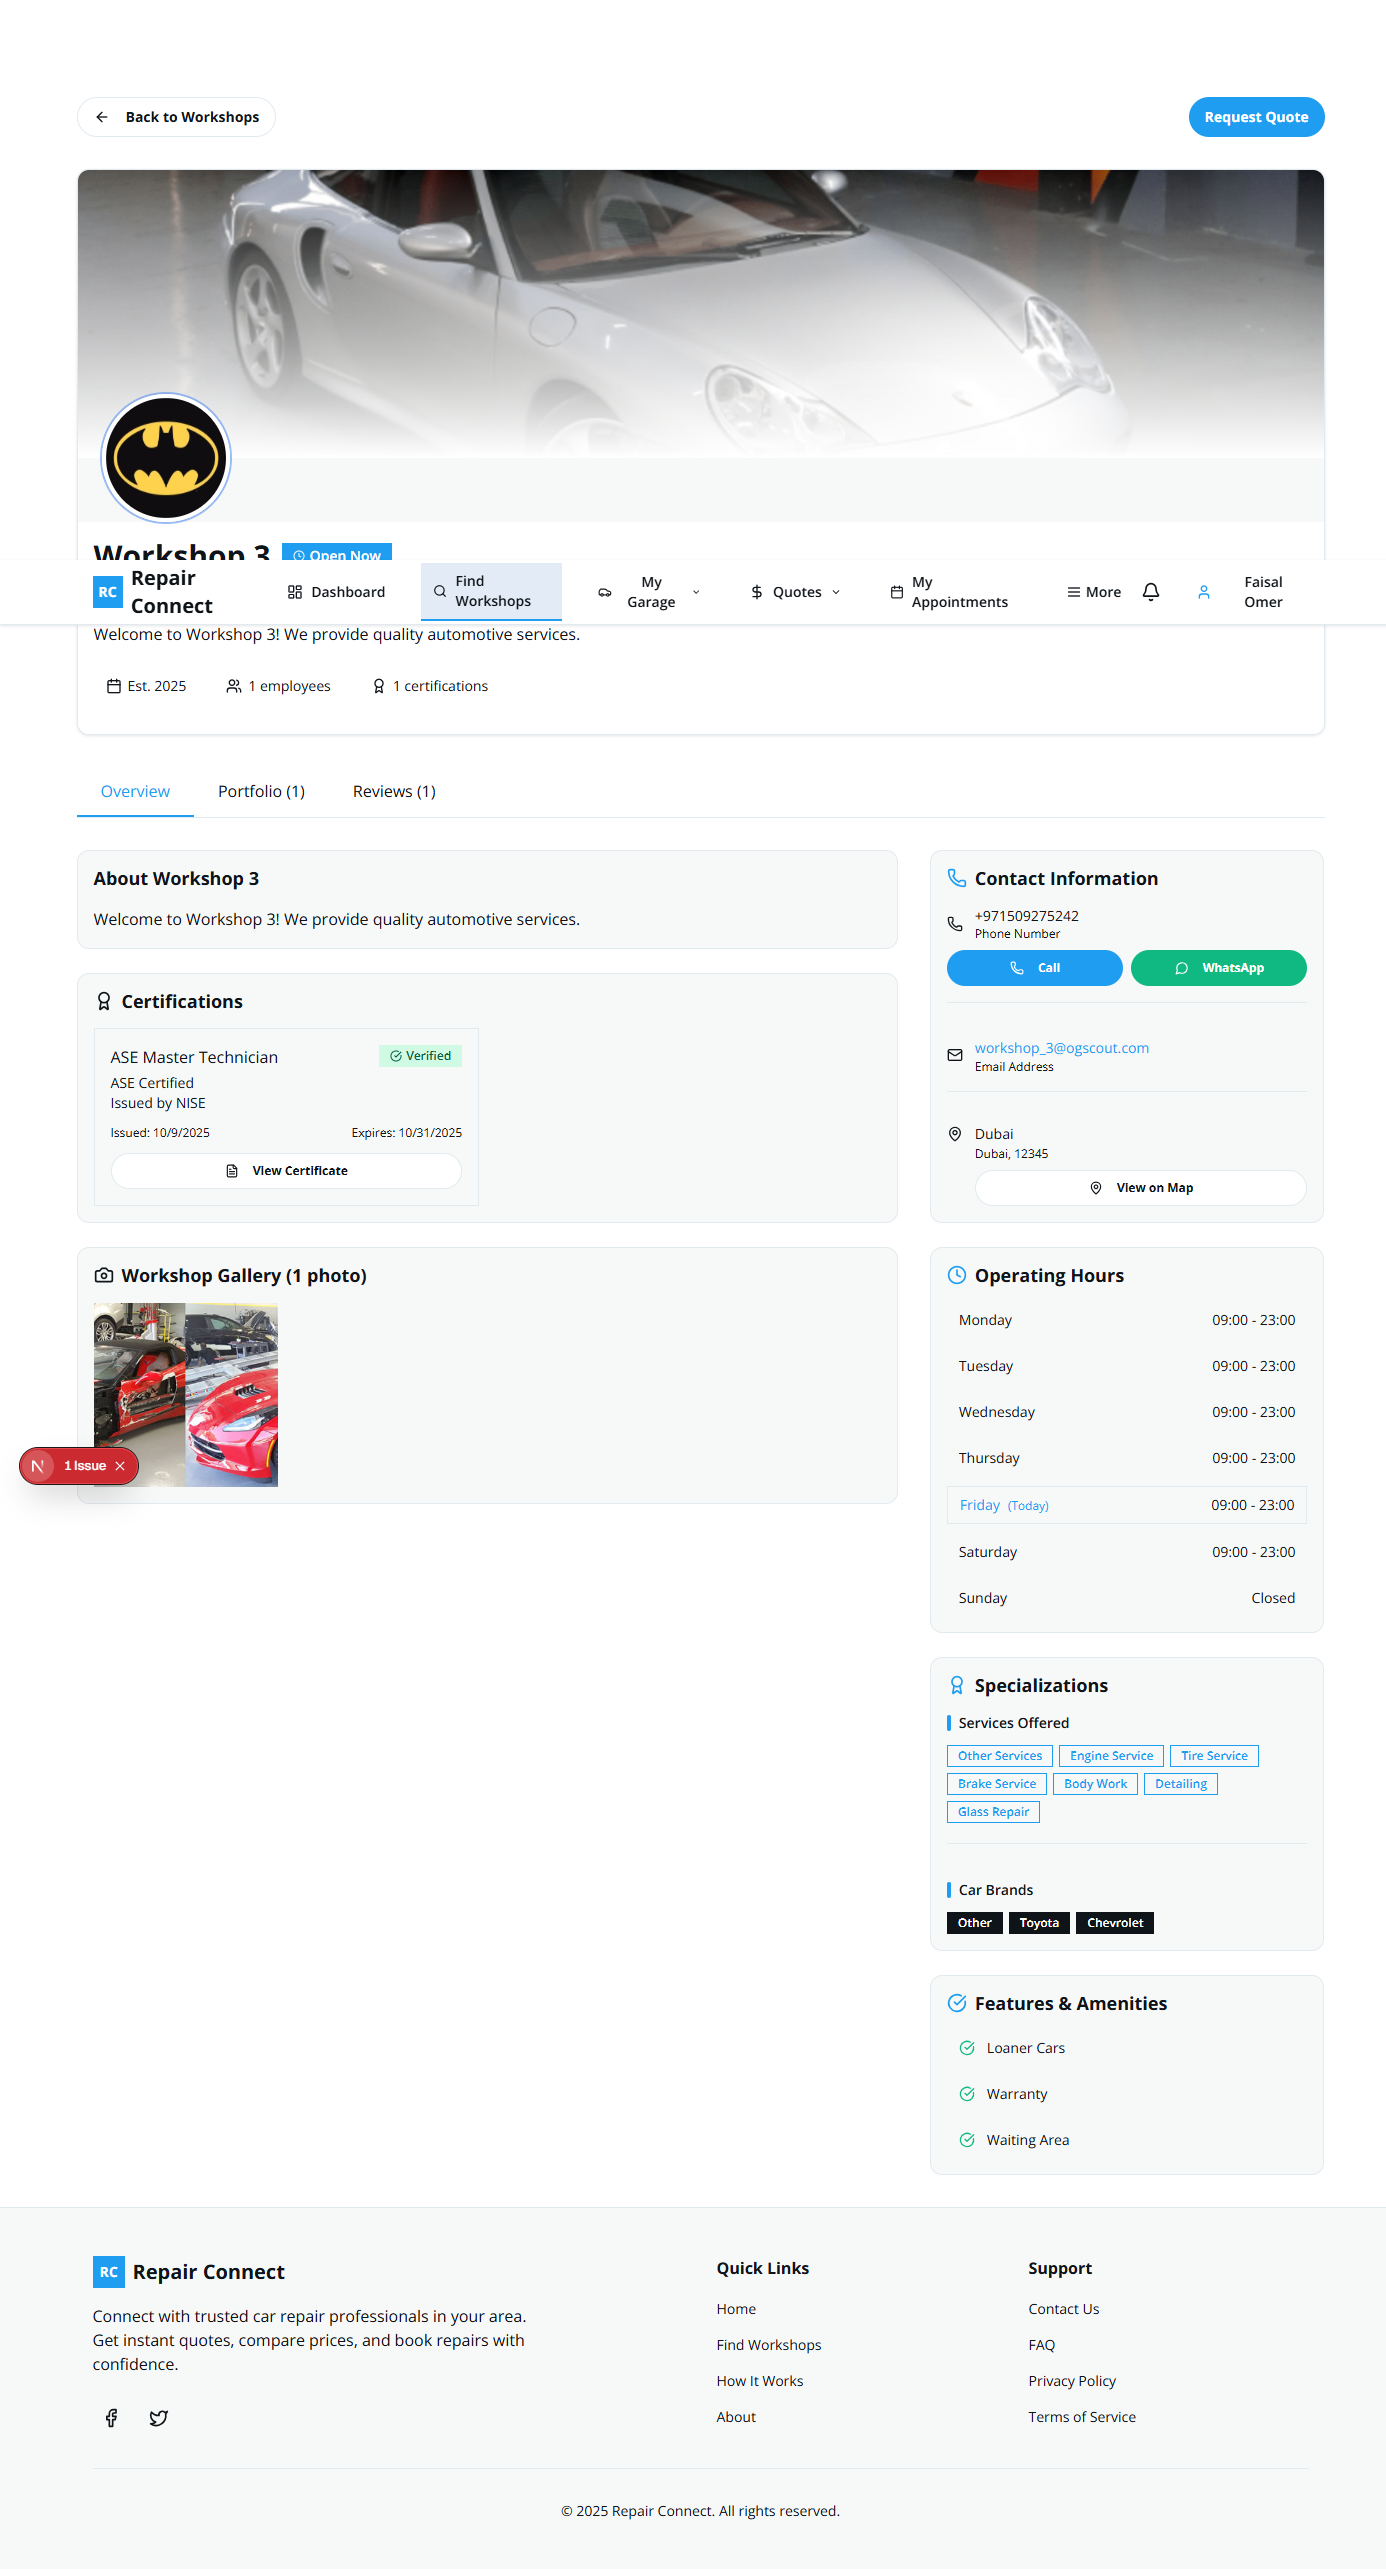 Back to Workshops
Request Quote
Workshop 3
Open Now
RC
Repair
Connect
Dashboard
Find
Workshops
My
Garage
Quotes
My
Appointments
More
Faisal
Omer
Welcome to Workshop 3! We provide quality automotive services.
Est. 2025
1 employees
1 certifications
Overview
Portfolio (1)
Reviews (1)
About Workshop 3
Welcome to Workshop 3! We provide quality automotive services.
Certifications
ASE Master Technician
Verified
ASE Certified
Issued by NISE
Issued: 10/9/2025
Expires: 10/31/2025
View Certificate
Workshop Gallery (1 photo)
N
1 Issue
Contact Information
+971509275242
Phone Number
Call
WhatsApp
workshop_3@ogscout.com
Email Address
Dubai
Dubai, 12345
View on Map
Operating Hours
Monday 09:00 - 23:00
Tuesday 09:00 - 23:00
Wednesday 09:00 - 23:00
Thursday 09:00 - 23:00
Friday (Today) 09:00 - 23:00
Saturday 09:00 - 23:00
Sunday Closed
Specializations
Services Offered
Other Services Engine Service Tire Service
Brake Service Body Work Detailing
Glass Repair
Car Brands
Other Toyota Chevrolet
Features & Amenities
Loaner Cars
Warranty
Waiting Area
RC
Repair Connect
Connect with trusted car repair professionals in your area.
Get instant quotes, compare prices, and book repairs with
confidence.
Quick Links
Home
Find Workshops
How It Works
About
Support
Contact Us
FAQ
Privacy Policy
Terms of Service
© 2025 Repair Connect. All rights reserved.